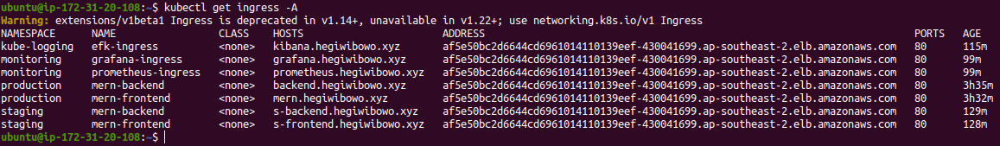 ubuntu@ip-172-31-20-108:~$ kubectl get ingress -A
Warning: extensions/v1beta1 Ingress is deprecated in v1.14+, unavailable in v1.22+; use networking.k8s.io/v1 Ingress
NAMESPACE NAME CLASS HOSTS ADDRESS PORTS AGE
kube-logging efk-ingress <none> kibana.hegiwibowo.xyz af5e50bc2d6644cd6961014110139eef-430041699.ap-southeast-2.elb.amazonaws.com 80 115m
monitoring grafana-ingress <none> grafana.hegiwibowo.xyz af5e50bc2d6644cd6961014110139eef-430041699.ap-southeast-2.elb.amazonaws.com 80 99m
monitoring prometheus-ingress <none> prometheus.hegiwibowo.xyz af5e50bc2d6644cd6961014110139eef-430041699.ap-southeast-2.elb.amazonaws.com 80 99m
production mern-backend <none> backend.hegiwibowo.xyz af5e50bc2d6644cd6961014110139eef-430041699.ap-southeast-2.elb.amazonaws.com 80 3h35m
production mern-frontend <none> mern.hegiwibowo.xyz af5e50bc2d6644cd6961014110139eef-430041699.ap-southeast-2.elb.amazonaws.com 80 3h32m
staging mern-backend <none> s-backend.hegiwibowo.xyz af5e50bc2d6644cd6961014110139eef-430041699.ap-southeast-2.elb.amazonaws.com 80 129m
staging mern-frontend <none> s-frontend.hegiwibowo.xyz af5e50bc2d6644cd6961014110139eef-430041699.ap-southeast-2.elb.amazonaws.com 80 128m
ubuntu@ip-172-31-20-108:~$